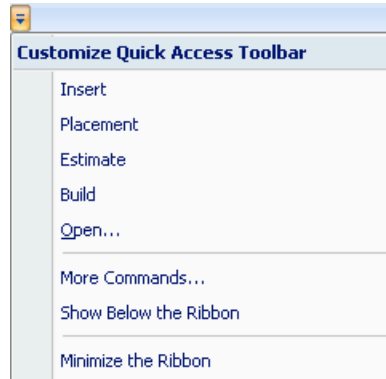 Customize Quick Access Toolbar
Insert
Placement
Estimate
Build
Open...
More Commands...
Show Below the Ribbon
Minimize the Ribbon